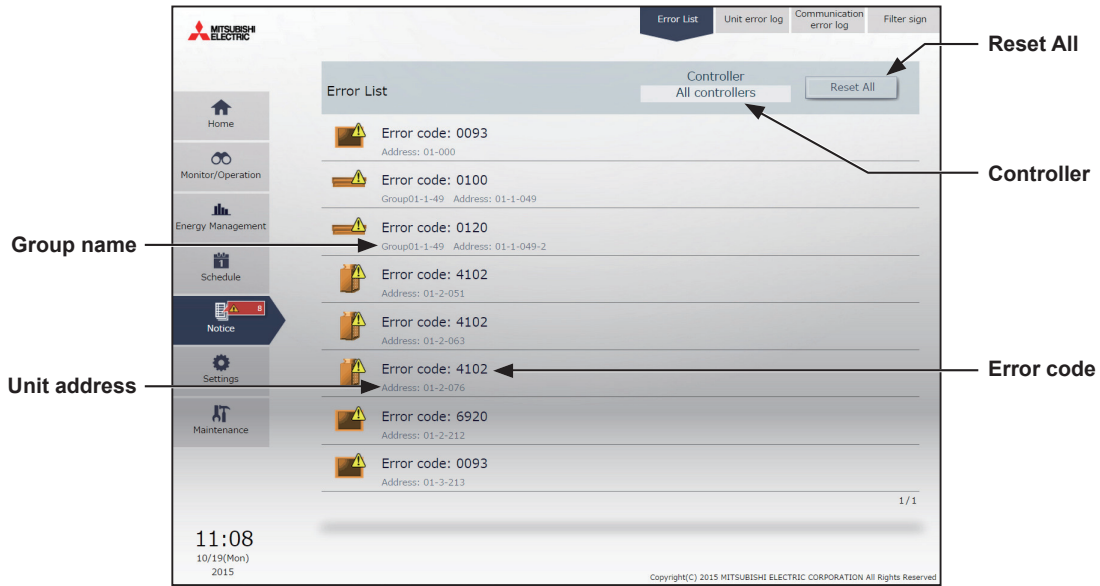 MITSUBISHI
ELECTRIC
Error List
Unit error log
Communication
error log
Filter sign
Reset All
Error List
Controller
All controllers
Reset All
Home
Monitor/Operation
Energy Management
Schedule
8
Notice
Settings
Maintenance
Error code: 0093
Address: 01-000
Error code: 0100
Group01-1-49 Address: 01-1-049
Controller
Error code: 0120
Group01-1-49 Address: 01-1-049-2
Group name
Error code: 4102
Address: 01-2-051
Error code: 4102
Address: 01-2-063
Error code: 4102
Address: 01-2-076
Error code
Unit address
Error code: 6920
Address: 01-2-212
Error code: 0093
Address: 01-3-213
1/1
11:08
10/19(Mon)
2015
Copyright(C) 2015 MITSUBISHI ELECTRIC CORPORATION All Rights Reserved